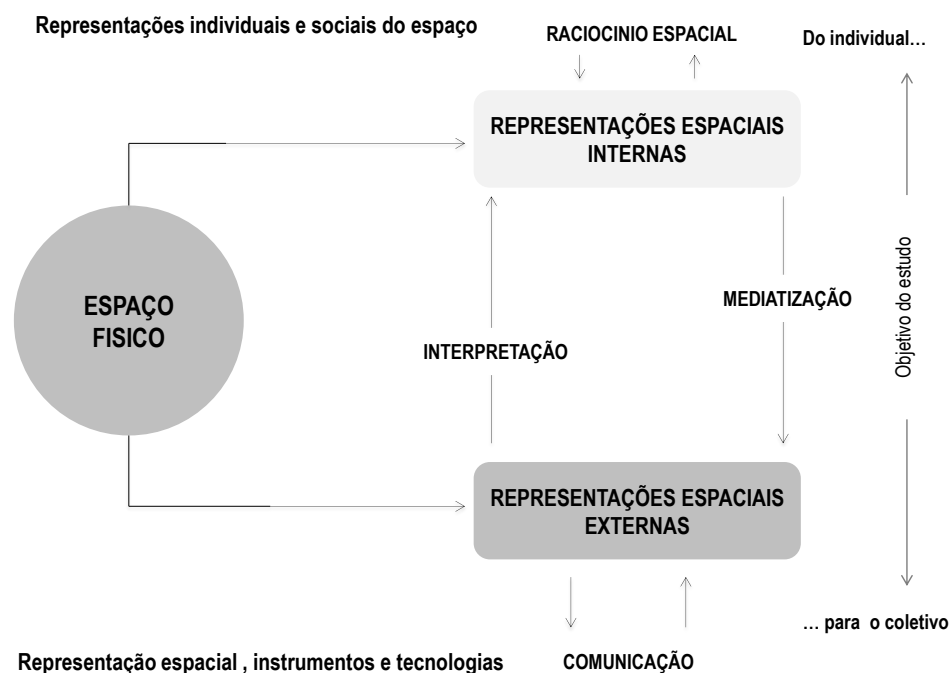 Representações individuais e sociais do espaço
RACIOCINIO ESPACIAL
Do individual…
REPRESENTAÇÕES ESPACIAIS
INTERNAS
ESPAÇO
FISICO
MEDIATIZAÇÃO
INTERPRETAÇÃO
Objetivo do estudo
REPRESENTAÇÕES ESPACIAIS
EXTERNAS
… para o coletivo
Representação espacial , instrumentos e tecnologias
COMUNICAÇÃO